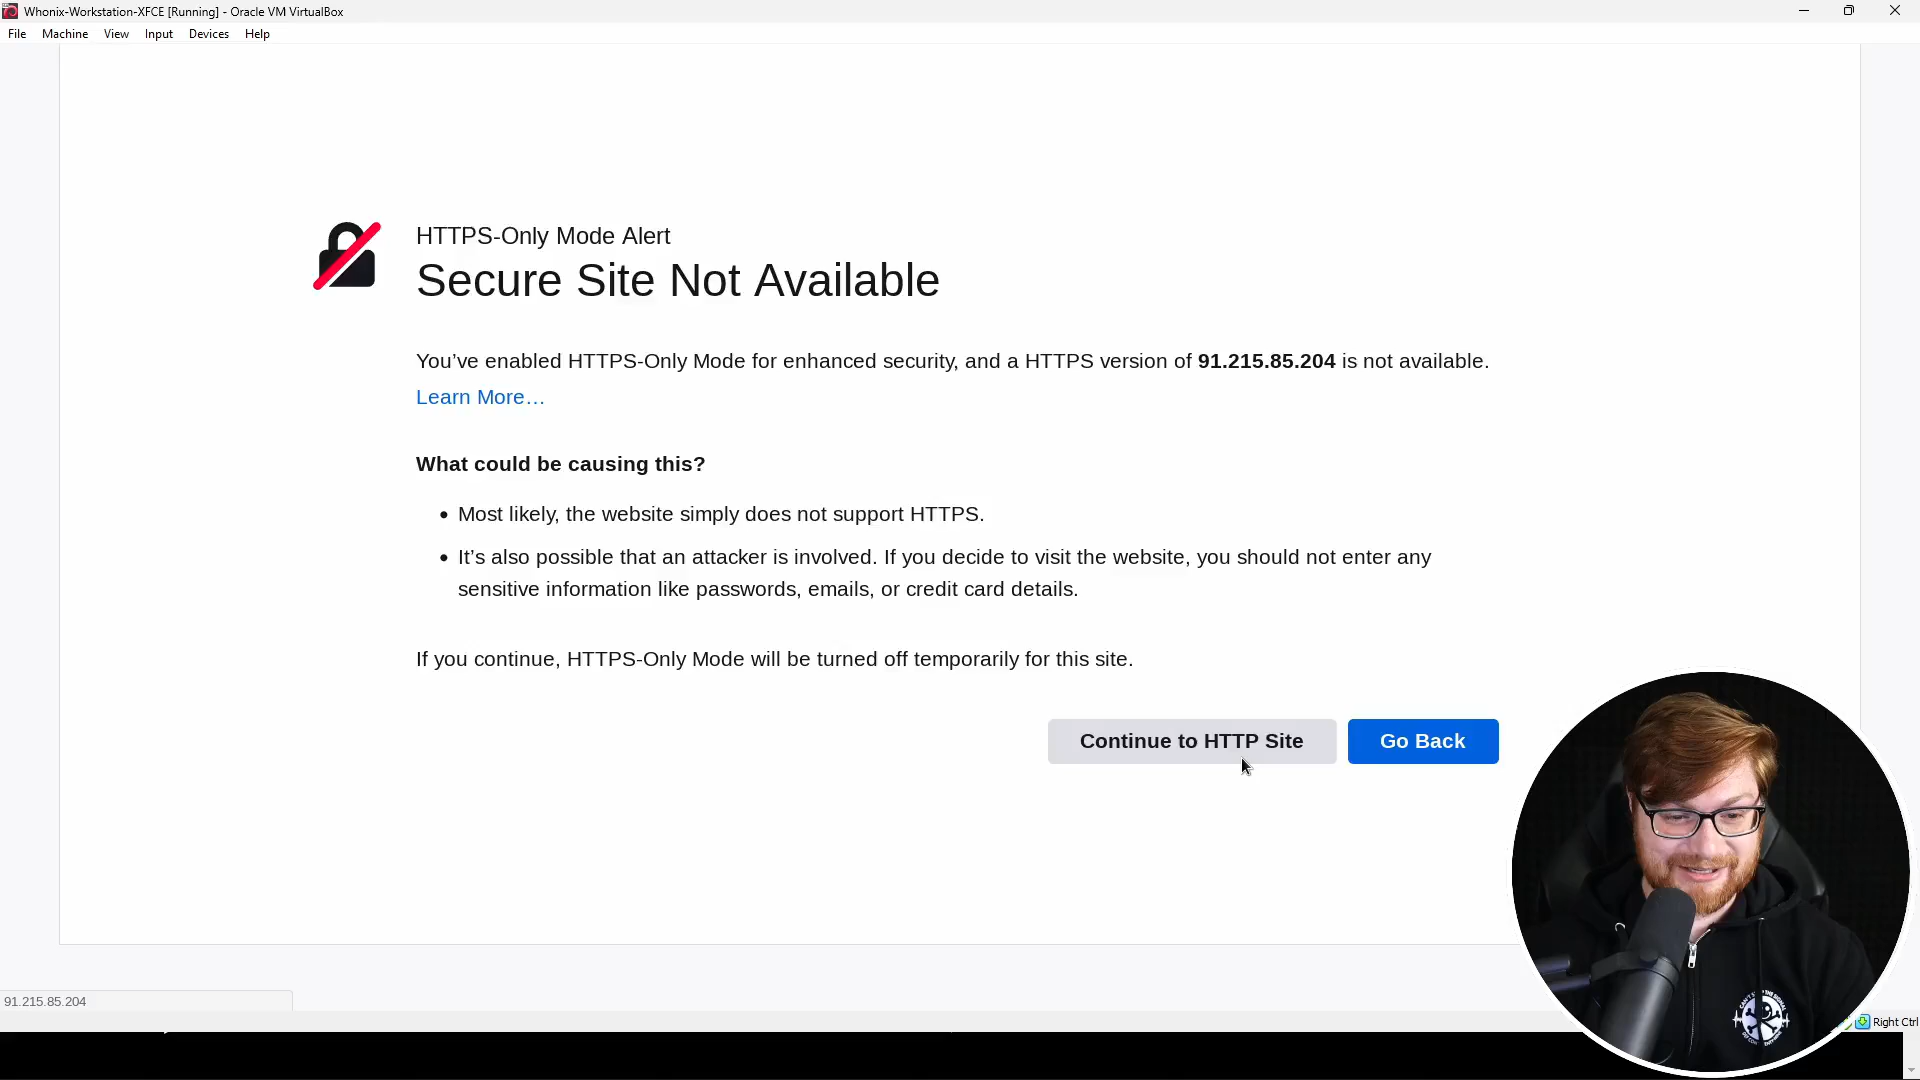 Whonix-Workstation-XFCE [Running] - Oracle VM VirtualBox
File Machine View Input Devices Help
HTTPS-Only Mode Alert
Secure Site Not Available
You’ve enabled HTTPS-Only Mode for enhanced security, and a HTTPS version of 91.215.85.204 is not available.
Learn More…
What could be causing this?
• Most likely, the website simply does not support HTTPS.
• It’s also possible that an attacker is involved. If you decide to visit the website, you should not enter any
sensitive information like passwords, emails, or credit card details.
If you continue, HTTPS-Only Mode will be turned off temporarily for this site.
Continue to HTTP Site Go Back
91.215.85.204
Right Ctrl